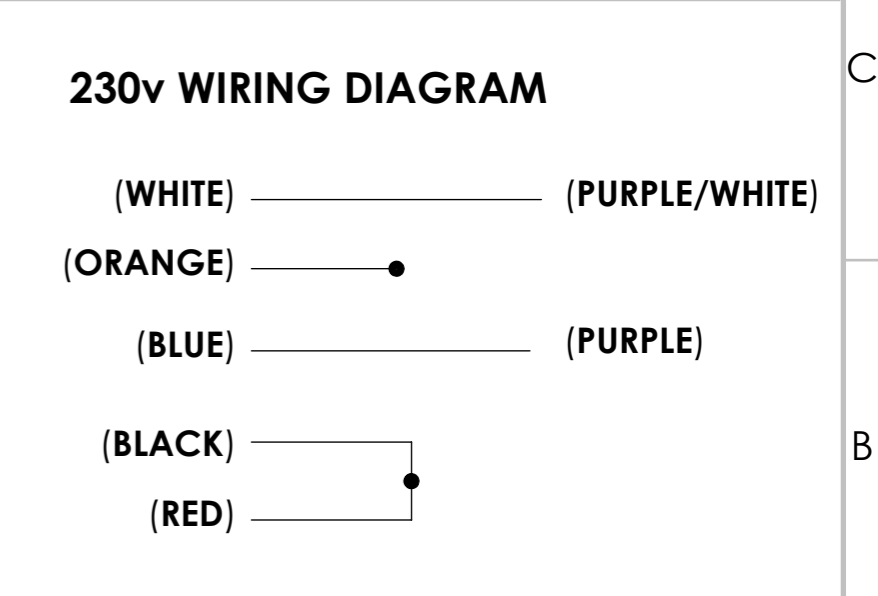 C
230v WIRING DIAGRAM
(WHITE) (PURPLE/WHITE)
(ORANGE)
(BLUE) (PURPLE)
(BLACK)
B
(RED)